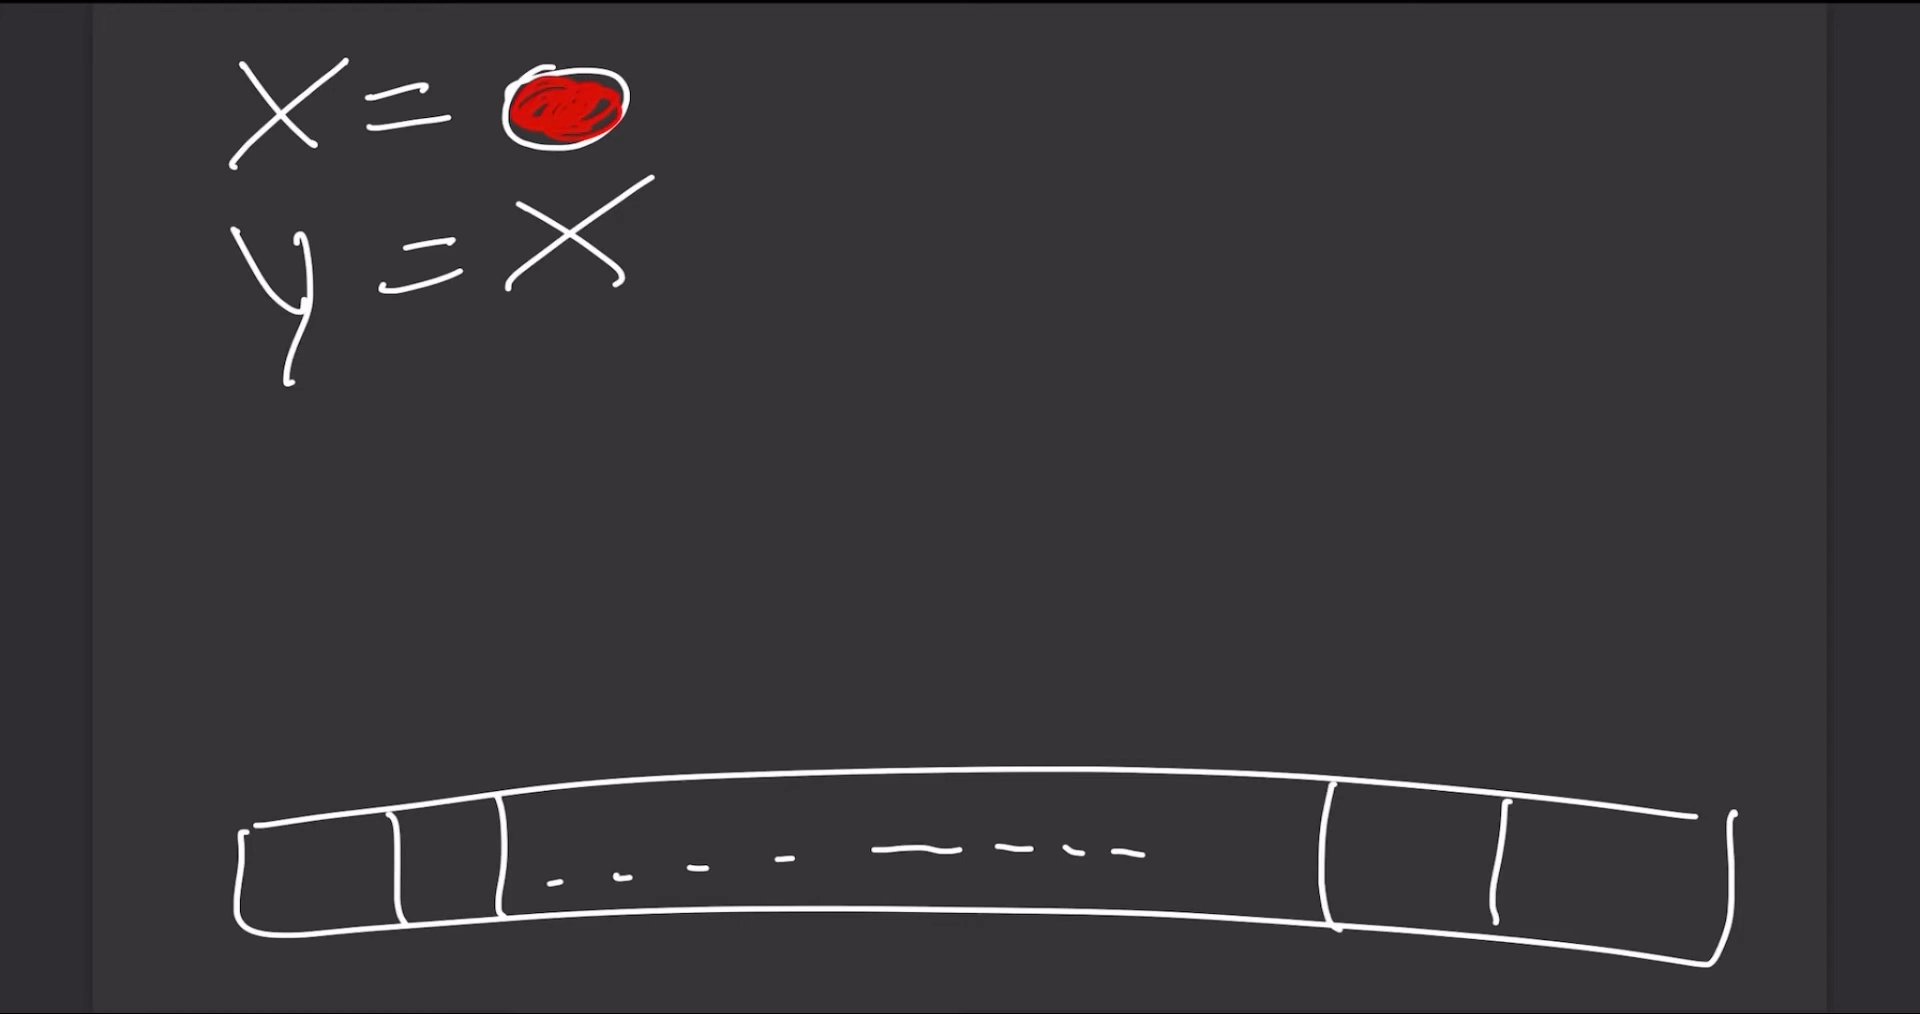 x =
y = x